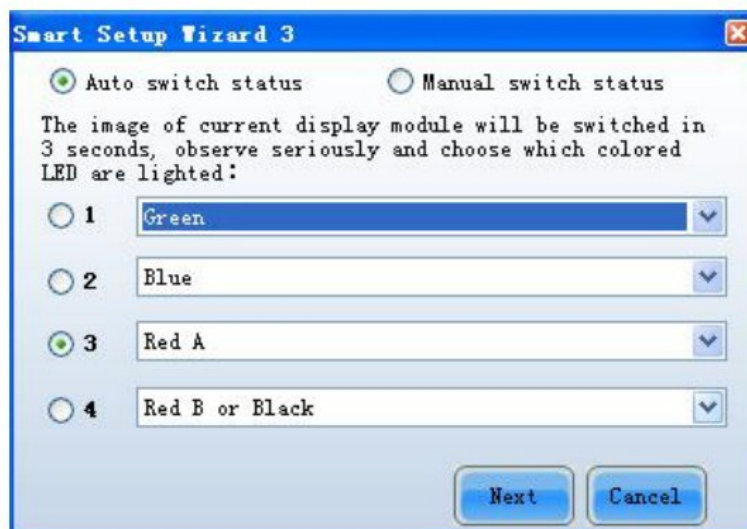 Smart Setup Wizard 3
Auto switch status Manual switch status
The image of current display module will be switched in
3 seconds, observe seriously and choose which colored
LED are lighted:
1 Green
2 Blue
3 Red A
4 Red B or Black
Next Cancel